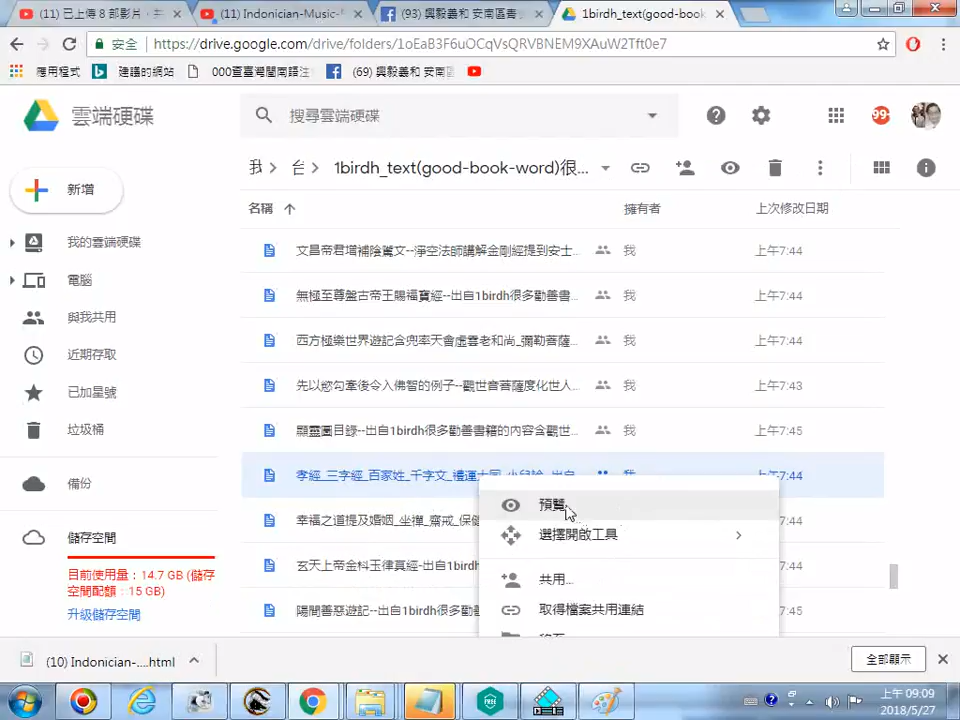 (11) 已上傳 8 部影片 -
(11) Indonician-Music-
(93) 興毅義和 安南區青
1birdh_text(good-book
安全 https://drive.google.com/drive/folders/1oEaB3F6uOCqVsQRVBNEM9XAuW2Tft0e7
應用程式 建議的網站 000查臺灣閩南語注 (69) 興毅義和 安南區
雲端硬碟 搜尋雲端硬碟 99+
新增 我 台 1birdh_text(good-book-word)很...
名稱 擁有者 上次修改日期
我的雲端硬碟
電腦
與我共用
近期存取
已加星號
垃圾桶
備份
儲存空間
目前使用量:14.7 GB (儲存
空間配額:15 GB)
升級儲存空間
文昌帝君增補陰騭文--淨空法師講解金剛經提到安士... 我 上午7:44
無極至尊盤古帝王賜福寶經--出自1birdh很多勸善書... 我 上午7:44
西方極樂世界遊記含兜率天會虛雲老和尚_彌勒菩薩... 我 上午7:44
先以慾勾牽後令入佛智的例子--觀世音菩薩度化世人... 我 上午7:43
顯靈圖目錄--出自1birdh很多勸善書籍的內容含觀世... 我 上午7:45
孝經_三字經_百家姓_千字文_禮運大同_小兒論--出自 我 上午7:44
幸福之道提及婚姻_坐禪_齋戒_保健 7:44
玄天上帝金科玉律真經-出自1birdh 7:44
陽間善惡遊記--出自1birdh很多勸善 7:45
預覽
選擇開啟工具
共用...
取得檔案共用連結
(10) Indonician-....html
全部顯示
FREE
上午 09:09
2018/5/27